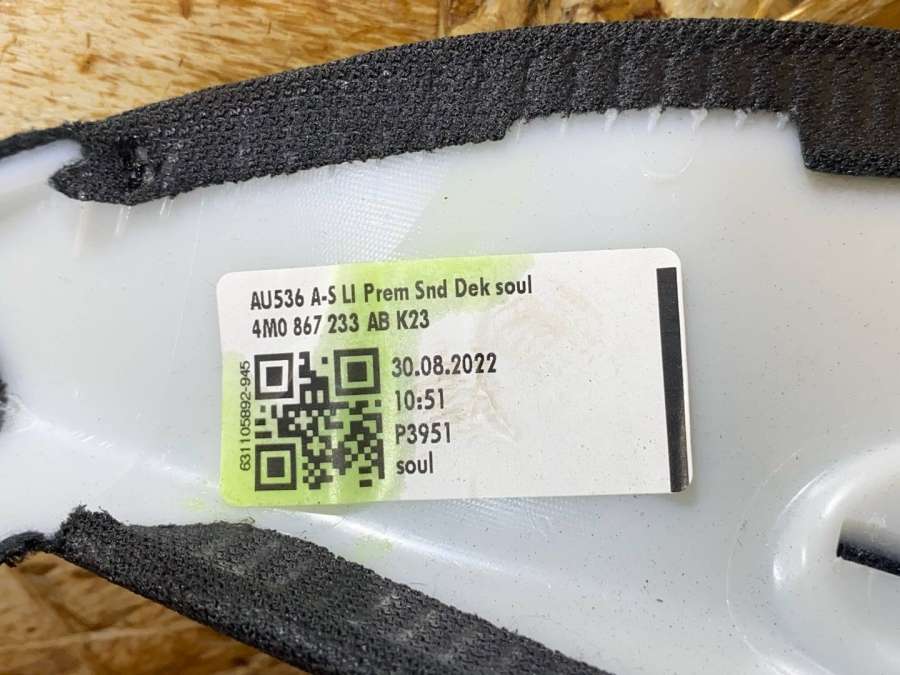 AU536 A-S LI Prem Snd Dek soul
4M0 867 233 AB K23
631105892-945
30.08.2022
10:51
P3951
soul